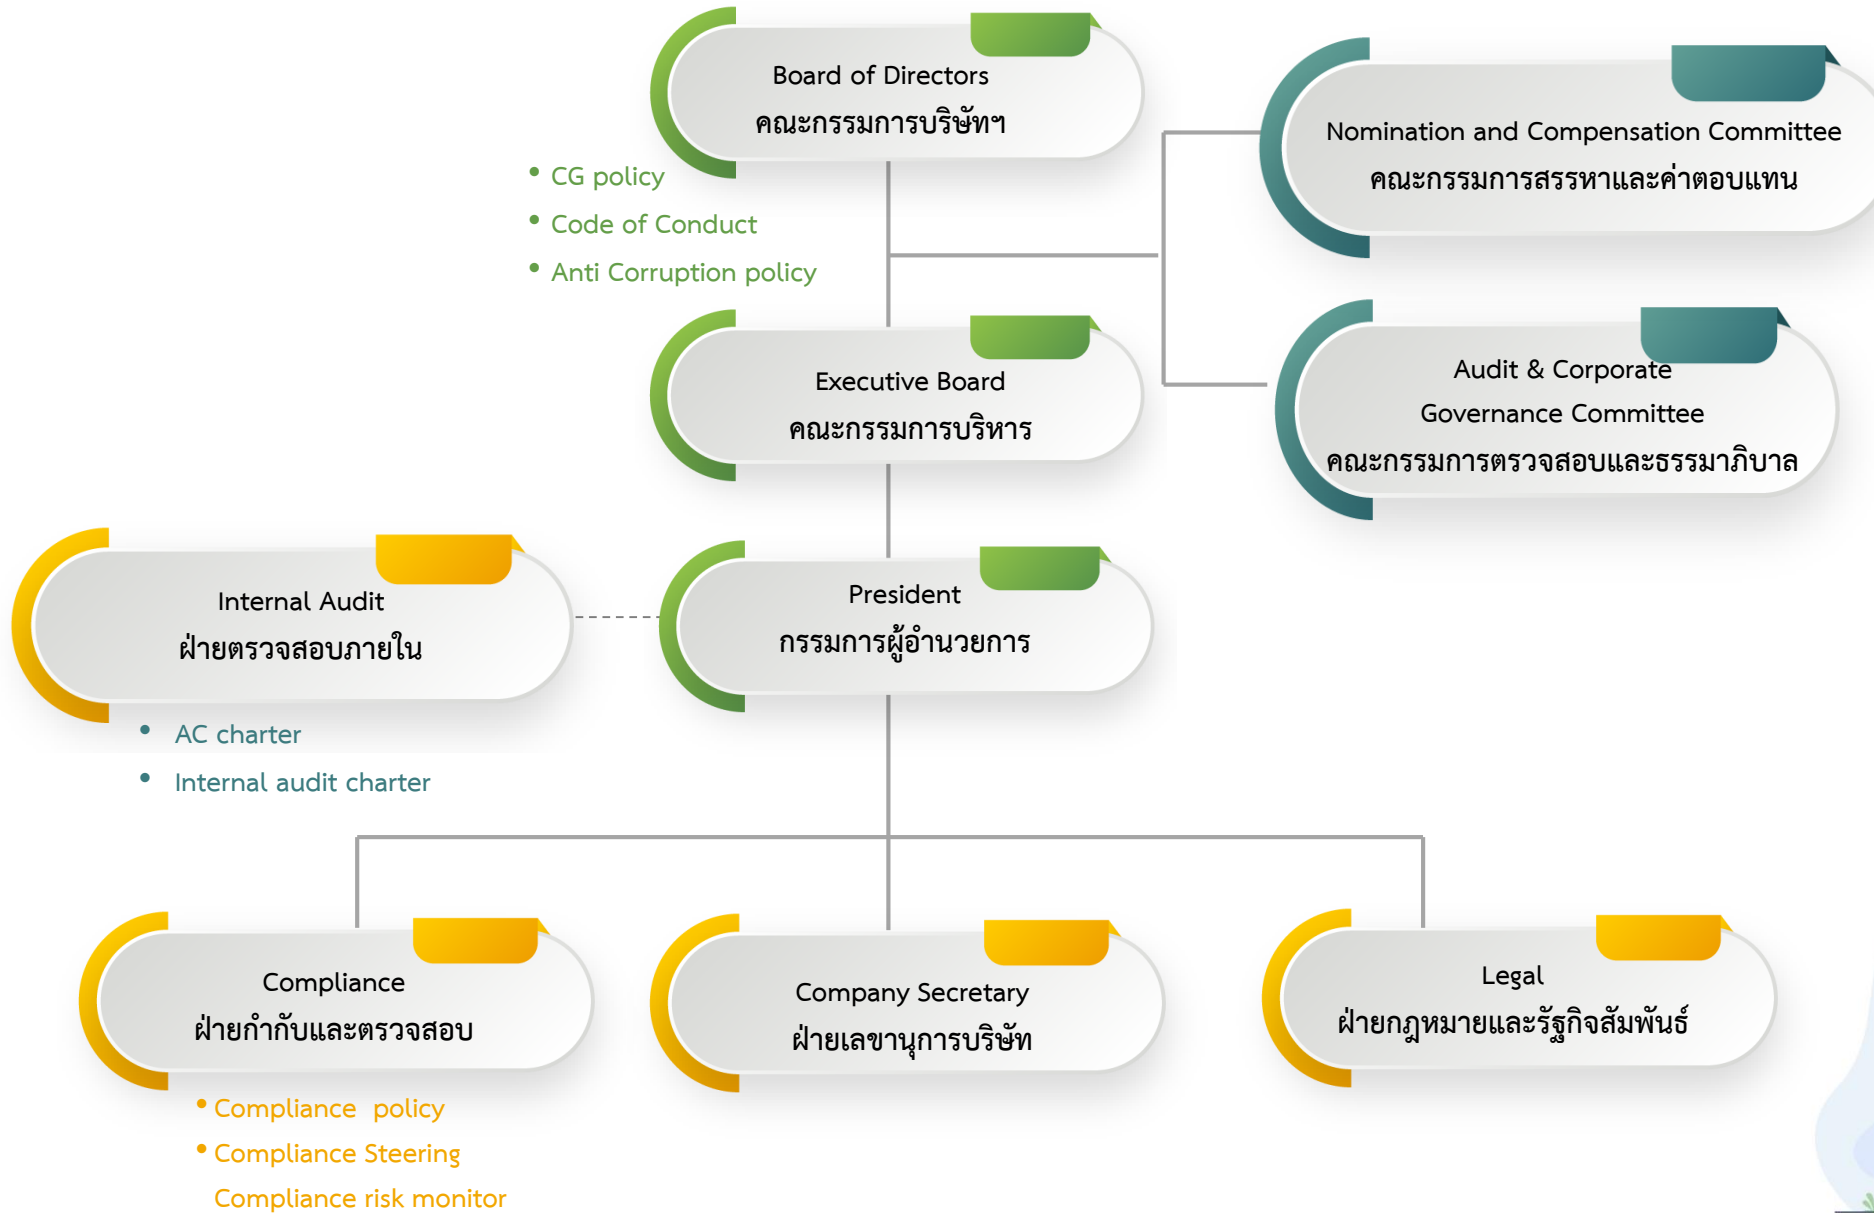 Board of Directors
คณะกรรมการบริษัทฯ
• CG policy
• Code of Conduct
• Anti Corruption policy
Nomination and Compensation Committee
คณะกรรมการสรรหาและค่าตอบแทน
Executive Board
คณะกรรมการบริหาร
Audit & Corporate
Governance Committee
คณะกรรมการตรวจสอบและธรรมาภิบาล
Internal Audit
ฝ่ายตรวจสอบภายใน
• AC charter
• Internal audit charter
President
กรรมการผู้อำนวยการ
Compliance
ฝ่ายกำกับและตรวจสอบ
• Compliance policy
• Compliance Steering
Compliance risk monitor
Company Secretary
ฝ่ายเลขานุการบริษัท
Legal
ฝ่ายกฎหมายและรัฐกิจสัมพันธ์